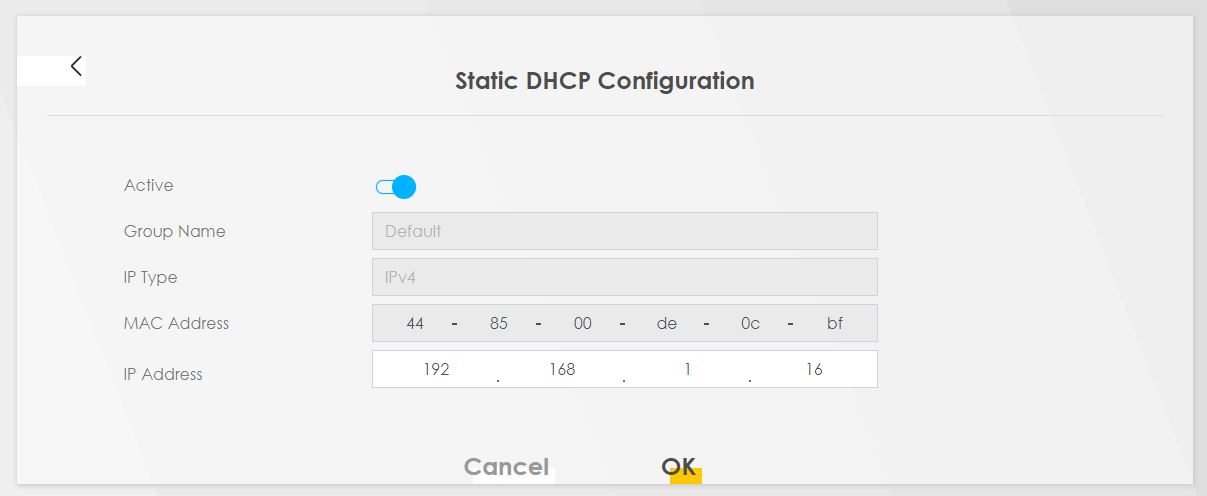 Static DHCP Configuration
Active
Group Name Default
IP Type IPv4
MAC Address 44 - 85 - 00 - de - 0c - bf
IP Address 192 . 168 . 1 . 16
Cancel OK